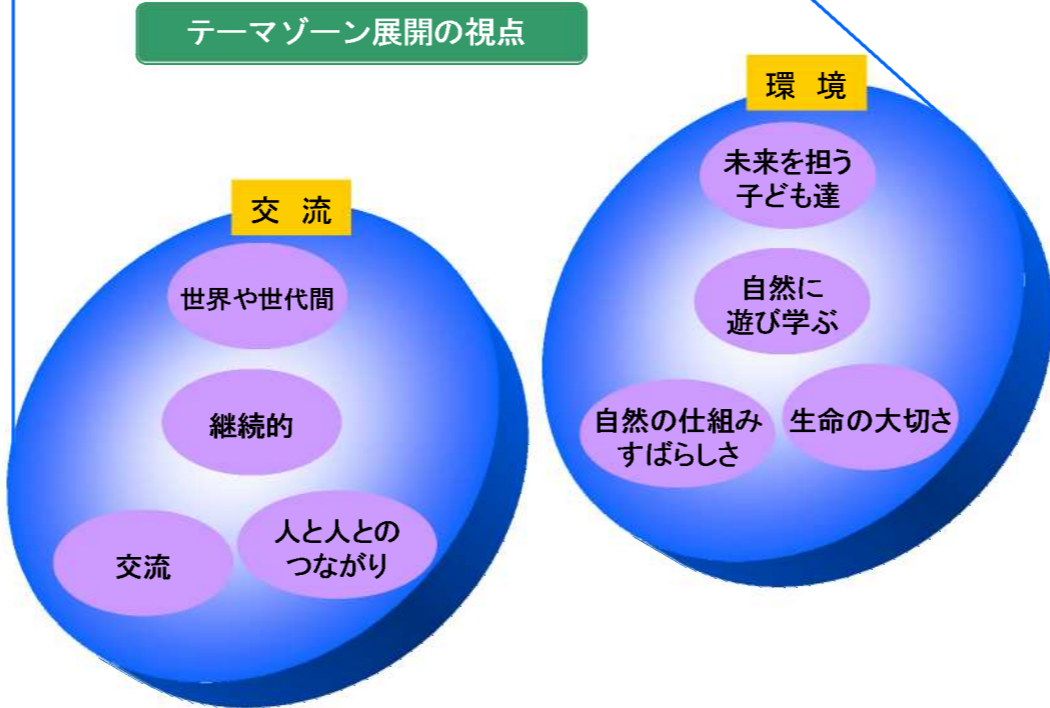 テーマゾーン展開の視点
交 流
世界や世代間
継続的
交流
人と人との
つながり
環 境
未来を担う
子ども達
自然に
遊び学ぶ
自然の仕組み
すばらしさ
生命の大切さ